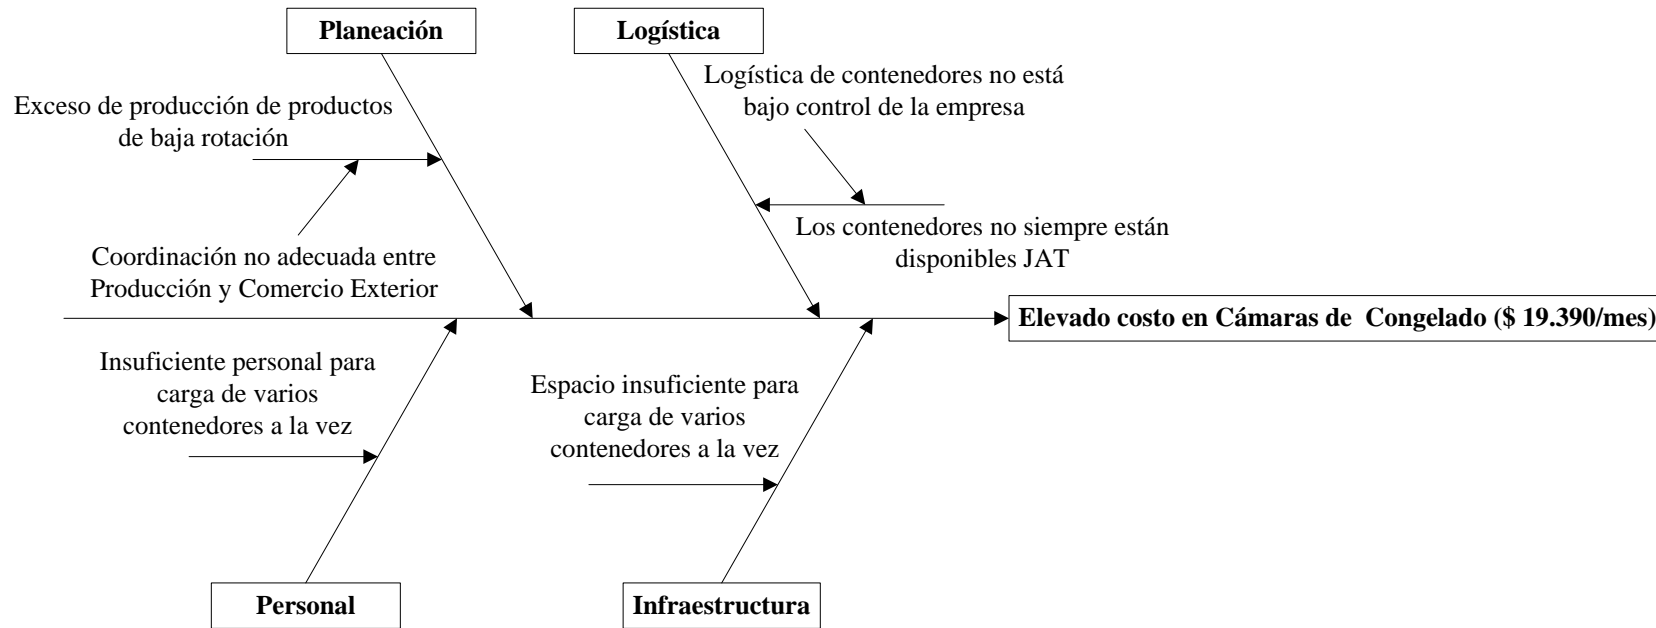 Planeación
Logística
Logística de contenedores no está
bajo control de la empresa
Exceso de producción de productos
de baja rotación
Los contenedores no siempre están
disponibles JAT
Coordinación no adecuada entre
Producción y Comercio Exterior
Elevado costo en Cámaras de  Congelado ($ 19.390/mes)
Insuficiente personal para
carga de varios
contenedores a la vez
Espacio insuficiente para
carga de varios
contenedores a la vez
Personal
Infraestructura